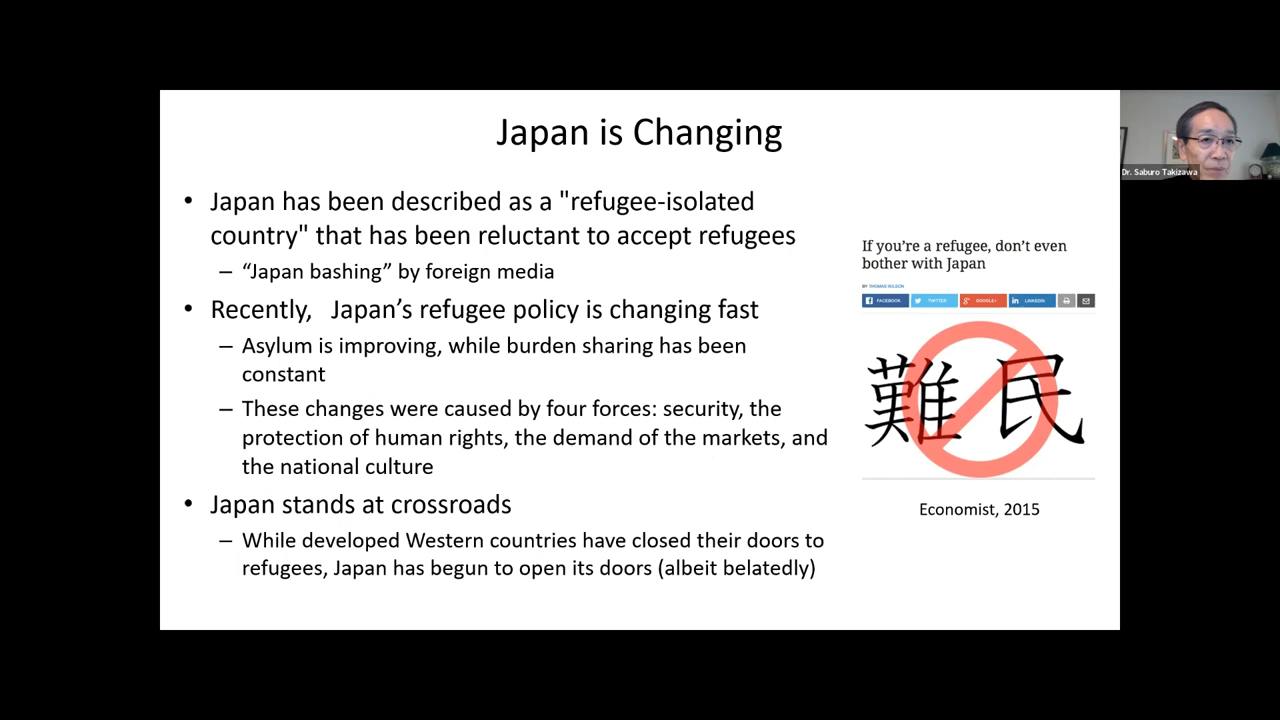 Japan is Changing
• Japan has been described as a "refugee-isolated
country" that has been reluctant to accept refugees
– “Japan bashing” by foreign media
• Recently, Japan’s refugee policy is changing fast
– Asylum is improving, while burden sharing has been
constant
– These changes were caused by four forces: security, the
protection of human rights, the demand of the markets, and
the national culture
• Japan stands at crossroads
– While developed Western countries have closed their doors to
refugees, Japan has begun to open its doors (albeit belatedly)
If you’re a refugee, don’t even
bother with Japan
BY THOMAS WILSON
FACEBOOK TWITTER GOOGLE+ LINKEDIN
難民
Economist, 2015
Dr. Saburo Takizawa